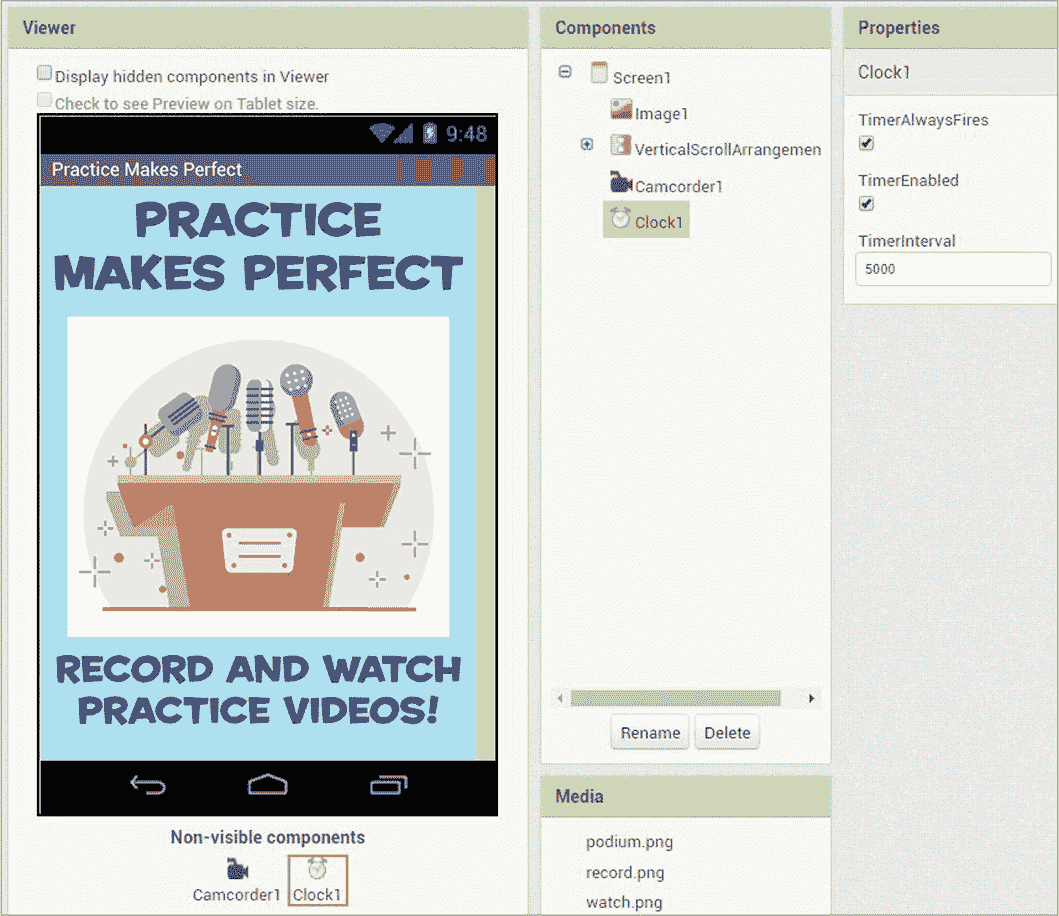 Viewer
Display hidden components in Viewer
Check to see Preview on Tablet size.
9:48
Practice Makes Perfect
PRACTICE
MAKES PERFECT
RECORD AND WATCH
PRACTICE VIDEOS!
Non-visible components
Camcorder1
Clock1
Components
Screen1
Image1
VerticalScrollArrangemen
Camcorder1
Clock1
Rename
Delete
Media
podium.png
record.png
watch.png
Properties
Clock1
TimerAlwaysFires
TimerEnabled
TimerInterval
5000